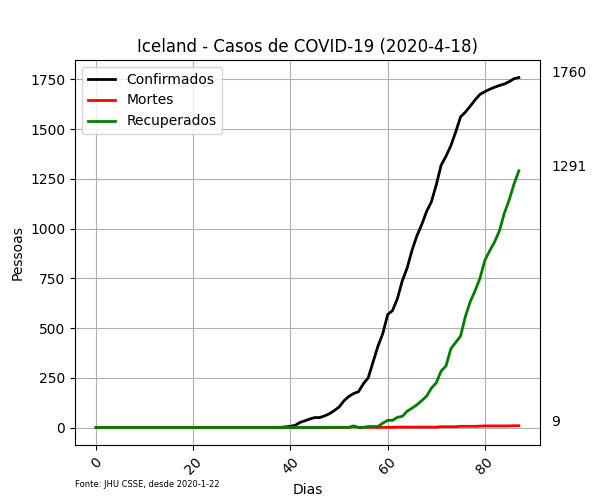 Iceland - Casos de COVID-19 (2020-4-18)
Confirmados
Mortes
Recuperados
1760
1291
9
1750
1500
1250
1000
750
500
250
0
Pessoas
0
20
40
60
80
Dias
Fonte: JHU CSSE, desde 2020-1-22